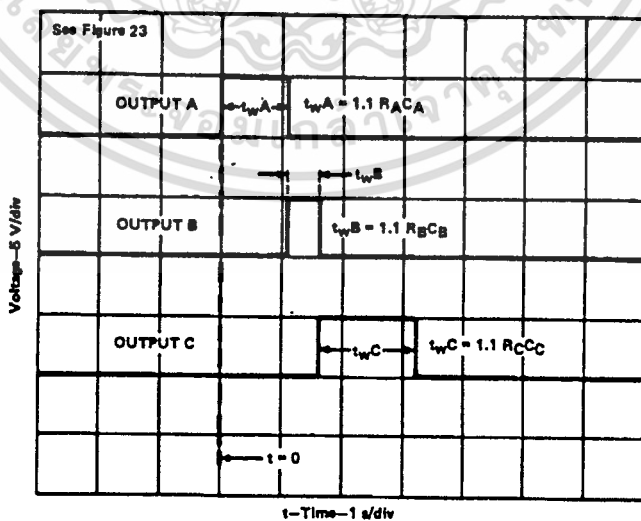 See Figure 23
OUTPUT A
twA
twA = 1.1 RACA
twB
OUTPUT B
twB = 1.1 RBCB
OUTPUT C
twC
twC = 1.1 RCCC
t = 0
Voltage—5 V/div
t—Time—1 s/div